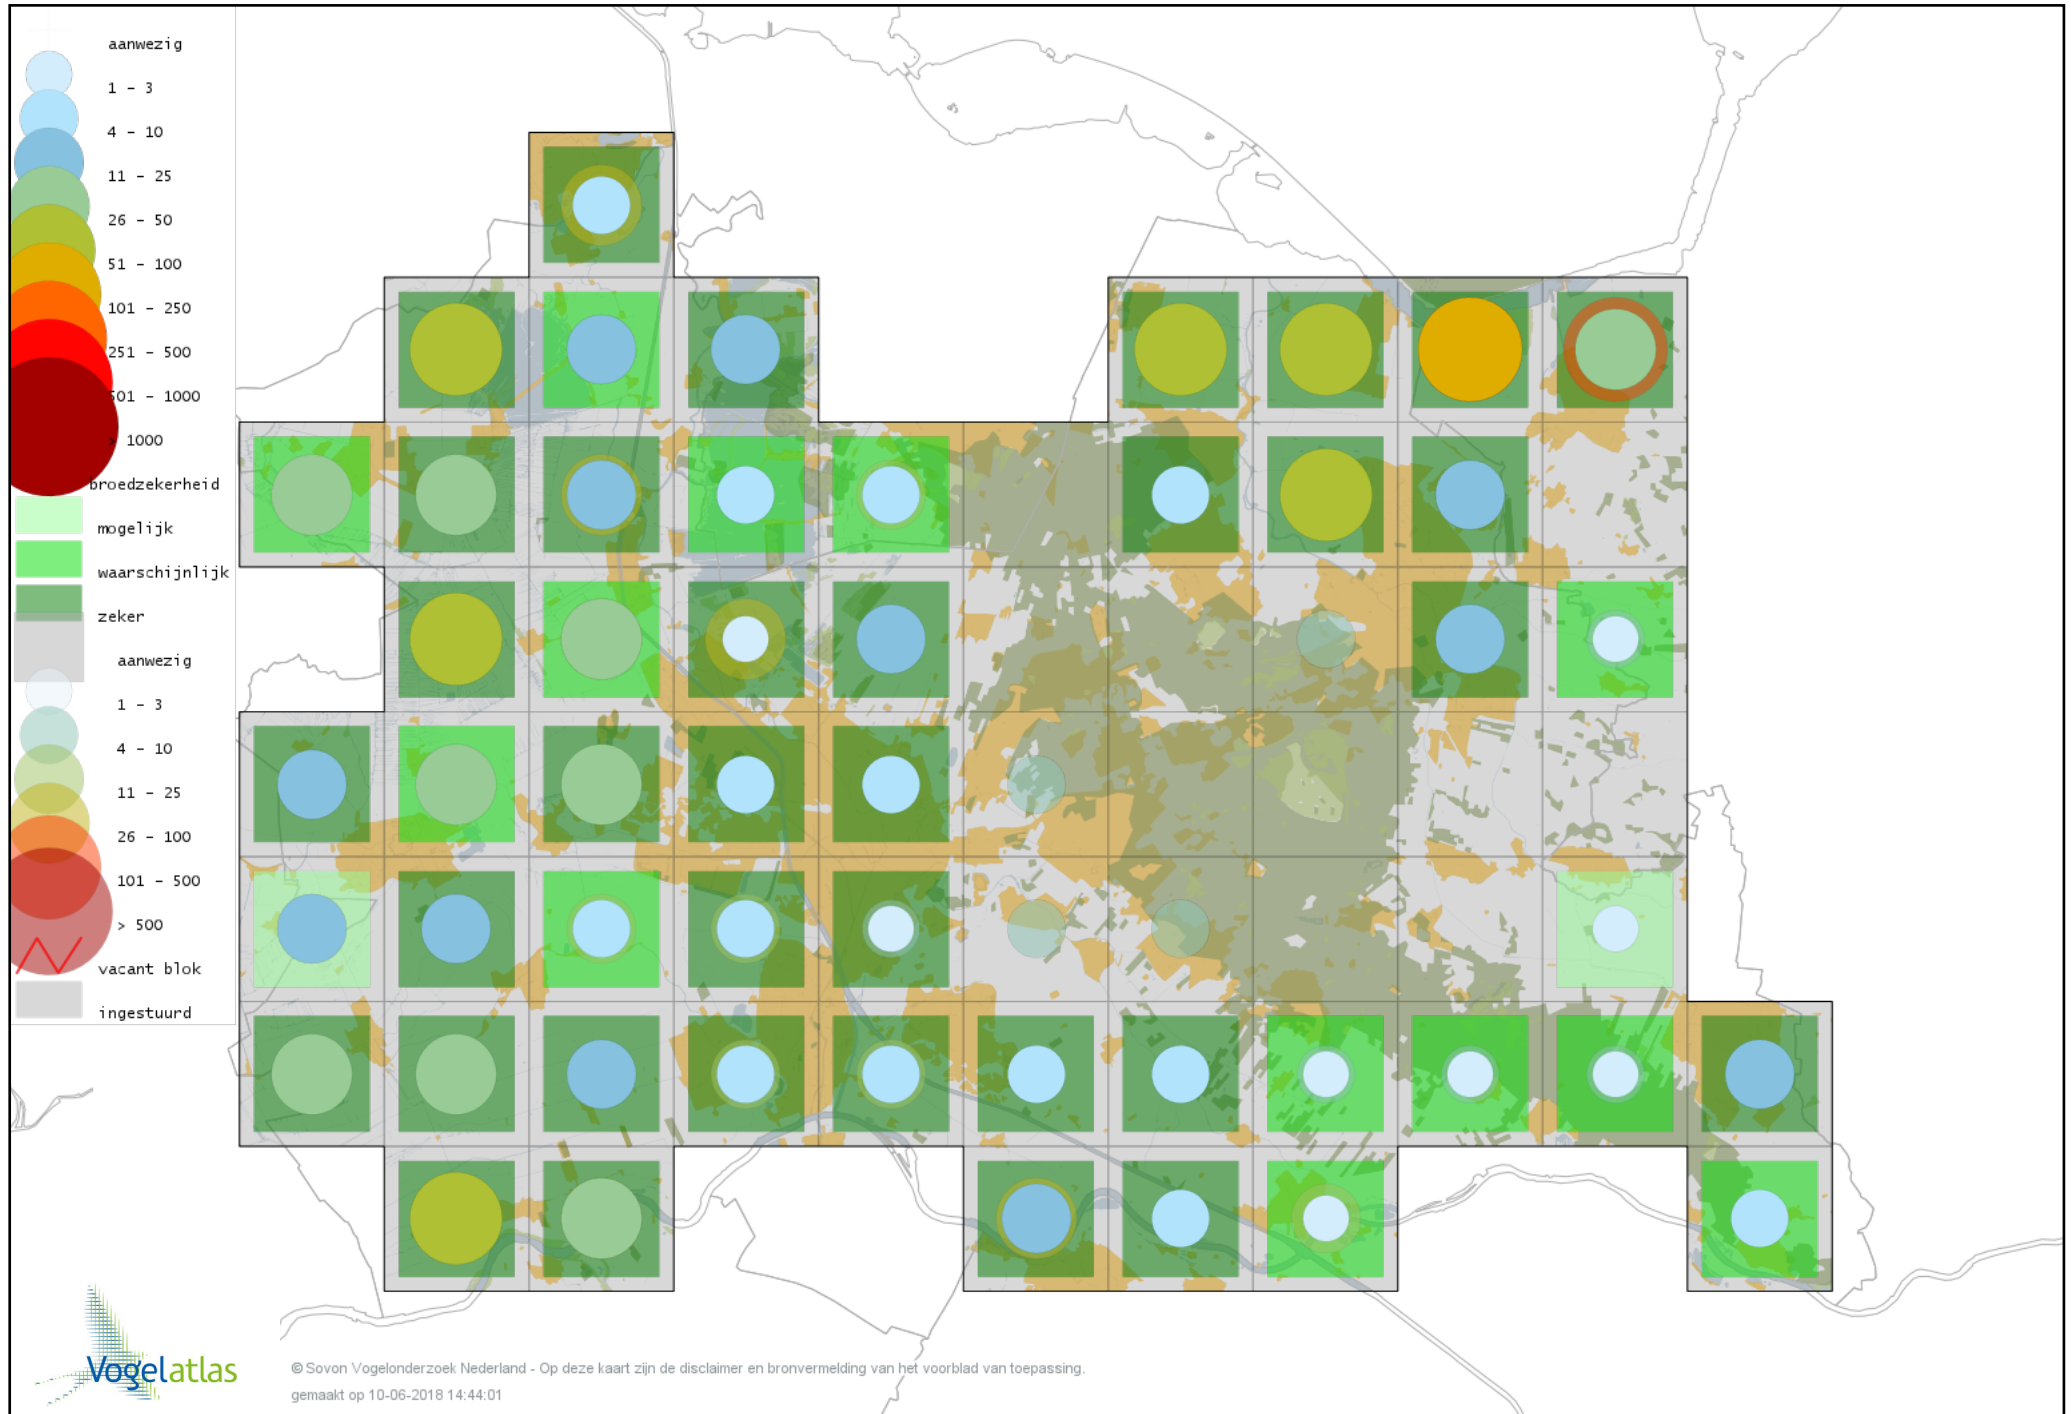 aanwezig
1 – 3
4 – 10
11 – 25
26 – 50
51 – 100
101 – 250
251 – 500
501 – 1000
> 1000
broedzekerheid
mogelijk
waarschijnlijk
zeker
aanwezig
1 – 3
4 – 10
11 – 25
26 – 100
101 – 500
> 500
vacant blok
ingestuurd
Vogelatlas
© Sovon Vogelonderzoek Nederland - Op deze kaart zijn de disclaimer en bronvermelding van het voorblad van toepassing.
gemaakt op 10-06-2018 14:44:01